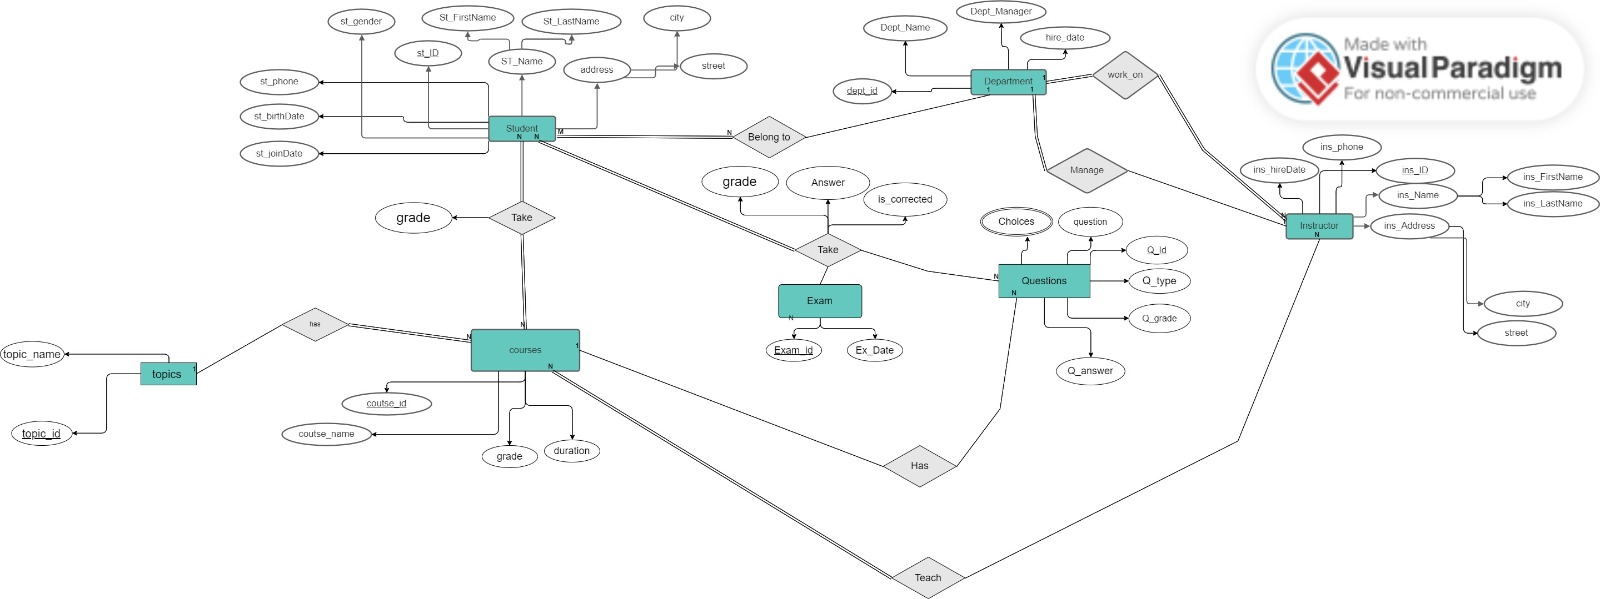 st_gender
St_FirstName
St_LastName
city
st_ID
ST_Name
address
street
st_phone
st_birthDate
st_joinDate
Student
M
N
N
N
Belong to
Dept_Name
Dept_Manager
hire_date
dept_id
Department
1
1
1
work_on
Manage
Made with
VisualParadigm
For non-commercial use
ins_phone
ins_hireDate
ins_ID
ins_Name
ins_FirstName
ins_LastName
ins_Address
Instructor
N
N
city
street
grade
Take
grade
Answer
is_corrected
Take
Choices
question
Q_Id
Q_type
Q_grade
Q_answer
Questions
N
N
Exam
N
Exam_id
Ex_Date
has
topic_name
topics
1
topic_id
N
N
courses
1
N
coutse_id
coutse_name
grade
duration
Has
Teach